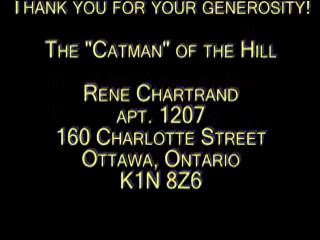 Thank you for your generosity!
The "Catman" of the Hill
Rene Chartrand
apt. 1207
160 Charlotte Street
Ottawa, Ontario
K1N 8Z6